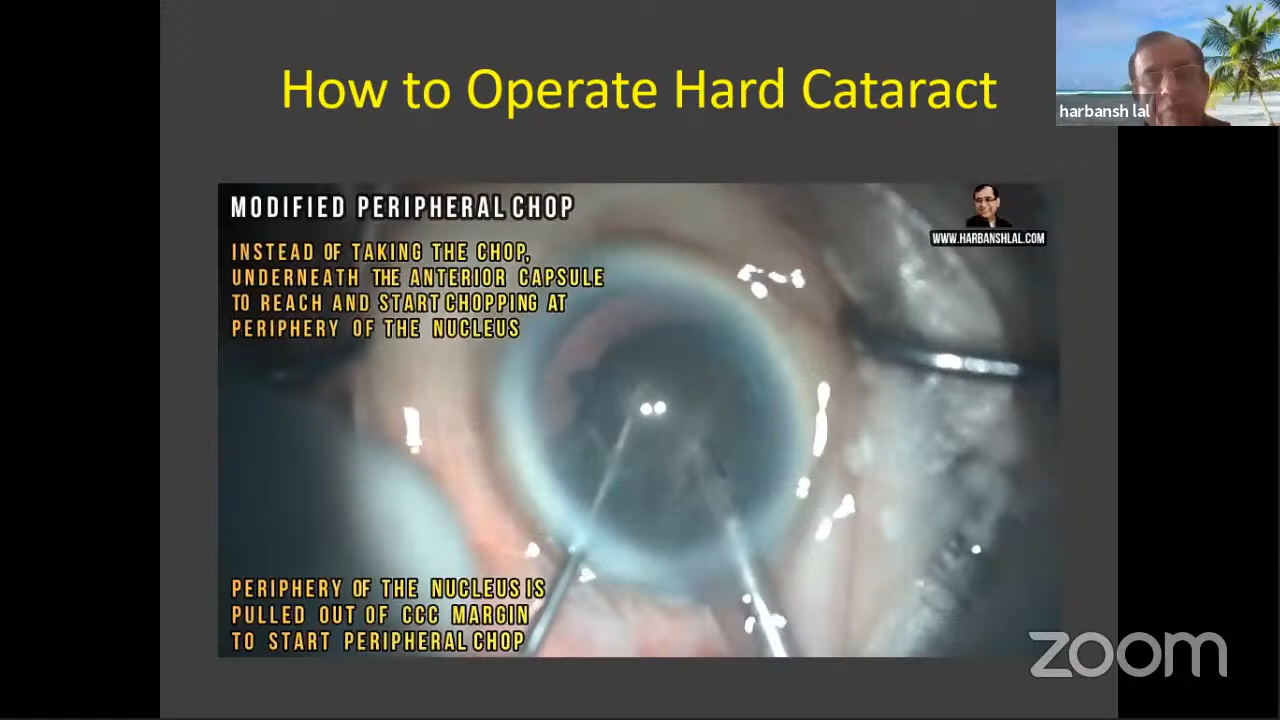 How to Operate Hard Cataract
harbansh lal
MODIFIED PERIPHERAL CHOP
WWW.HARBANSHLAL.COM
INSTEAD OF TAKING THE CHOP,
UNDERNEATH THE ANTERIOR CAPSULE
TO REACH AND START CHOPPING AT
PERIPHERY OF THE NUCLEUS
PERIPHERY OF THE NUCLEUS IS
PULLED OUT OF CCC MARGIN
TO START PERIPHERAL CHOP
zoom